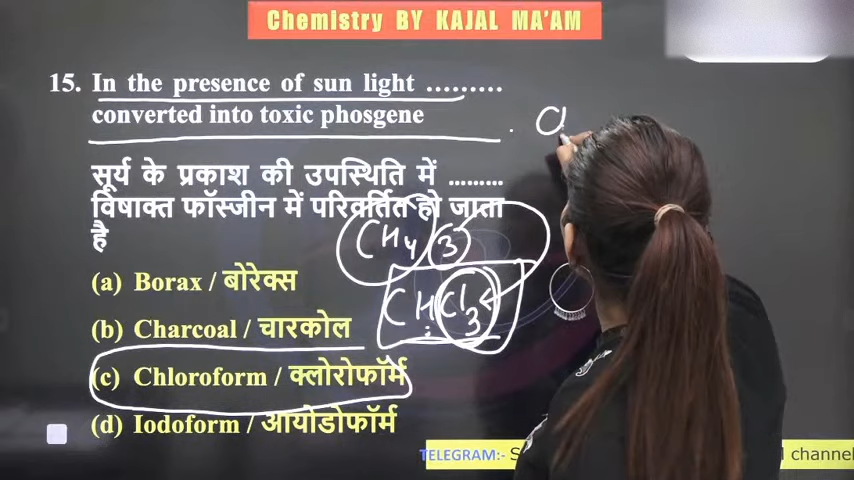 Chemistry BY KAJAL MA'AM
15. In the presence of sun light .........
converted into toxic phosgene
सूर्य के प्रकाश की उपस्थिति में .........
विषाक्त फॉस्जीन में परिवर्तित हो जाता
है
CH4 3
CHCl3
(a) Borax / बोरेक्स
(b) Charcoal / चारकोल
(c) Chloroform / क्लोरोफॉर्म
(d) Iodoform / आयोडोफॉर्म
TELEGRAM:- S
channel